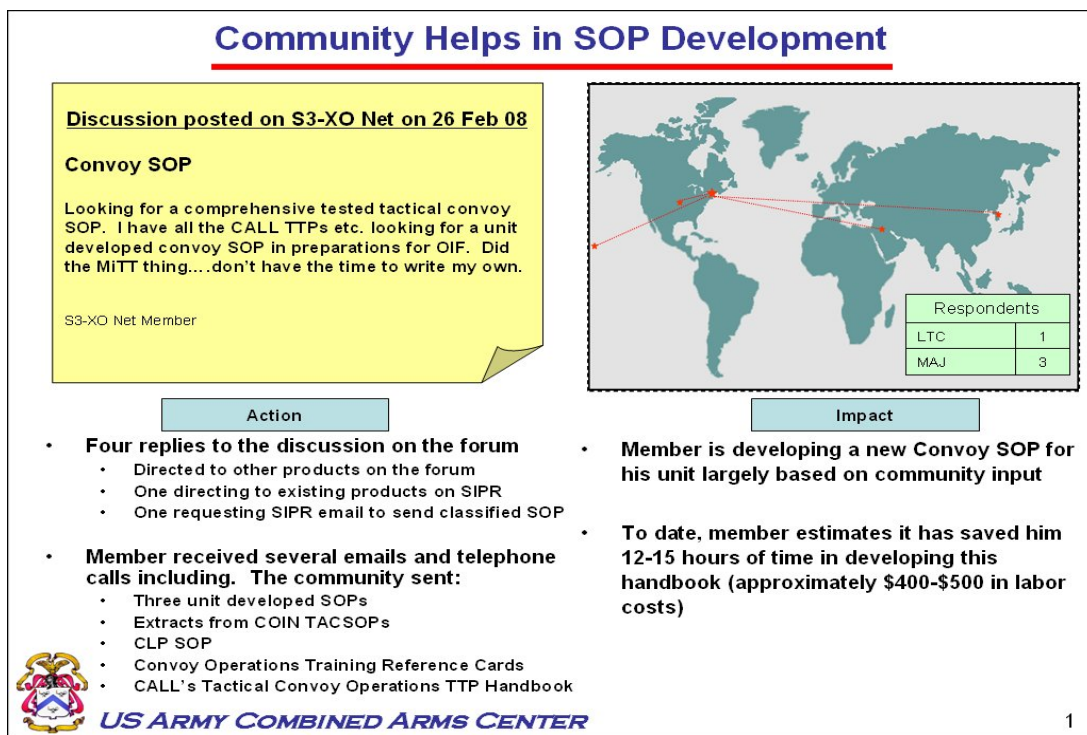 Community Helps in SOP Development
Discussion posted on S3-XO Net on 26 Feb 08
Convoy SOP
Looking for a comprehensive tested tactical convoy
SOP. I have all the CALL TTPs etc. looking for a unit
developed convoy SOP in preparations for OIF. Did
the MiTT thing....don't have the time to write my own.
S3-XO Net Member
Respondents
LTC 1
MAJ 3
Action
• Four replies to the discussion on the forum
• Directed to other products on the forum
• One directing to existing products on SIPR
• One requesting SIPR email to send classified SOP
• Member received several emails and telephone
calls including. The community sent:
• Three unit developed SOPs
• Extracts from COIN TACSOPs
• CLP SOP
• Convoy Operations Training Reference Cards
• CALL's Tactical Convoy Operations TTP Handbook
Impact
• Member is developing a new Convoy SOP for
his unit largely based on community input
• To date, member estimates it has saved him
12-15 hours of time in developing this
handbook (approximately $400-$500 in labor
costs)
US ARMY COMBINED ARMS CENTER
1